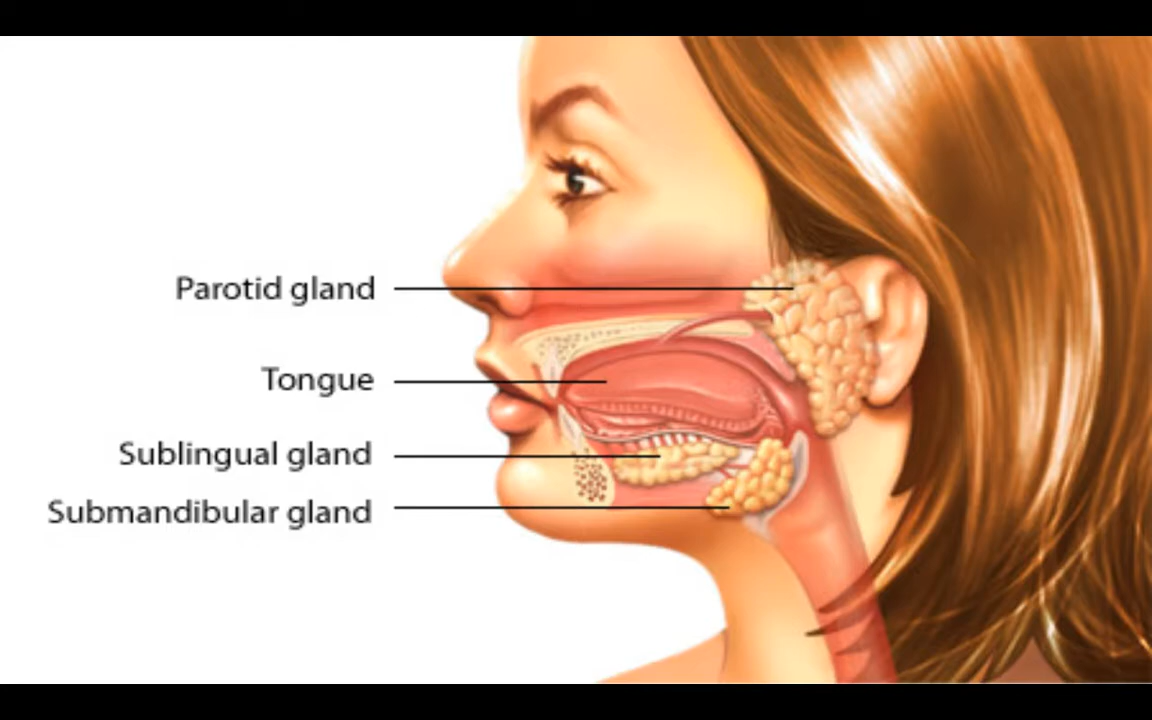 Parotid gland
Tongue
Sublingual gland
Submandibular gland